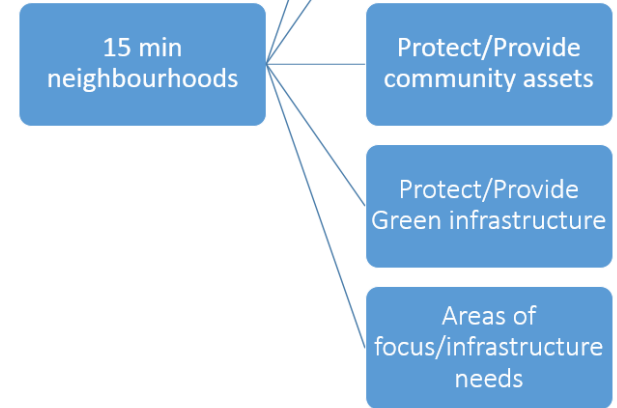 15 min
neighbourhoods
Protect/Provide
community assets
Protect/Provide
Green infrastructure
Areas of
focus/infrastructure
needs